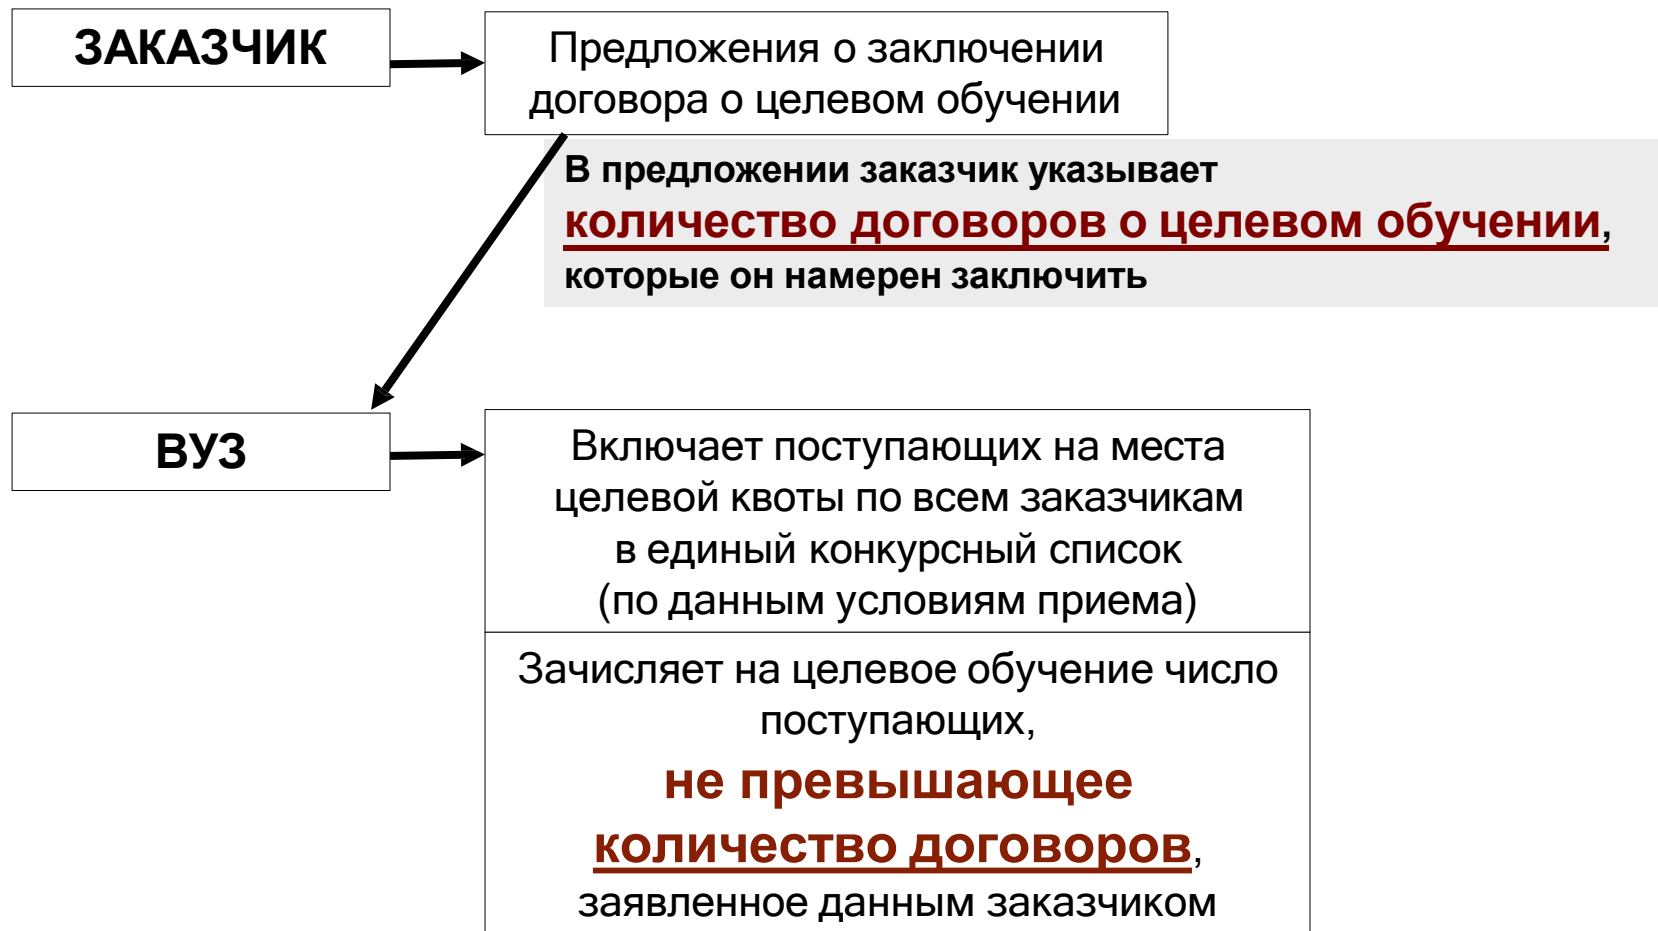 ЗАКАЗЧИК
Предложения о заключении
договора о целевом обучении
В предложении заказчик указывает
количество договоров о целевом обучении,
которые он намерен заключить
ВУЗ
Включает поступающих на места
целевой квоты по всем заказчикам
в единый конкурсный список
(по данным условиям приема)
Зачисляет на целевое обучение число
поступающих,
не превышающее
количество договоров,
заявленное данным заказчиком